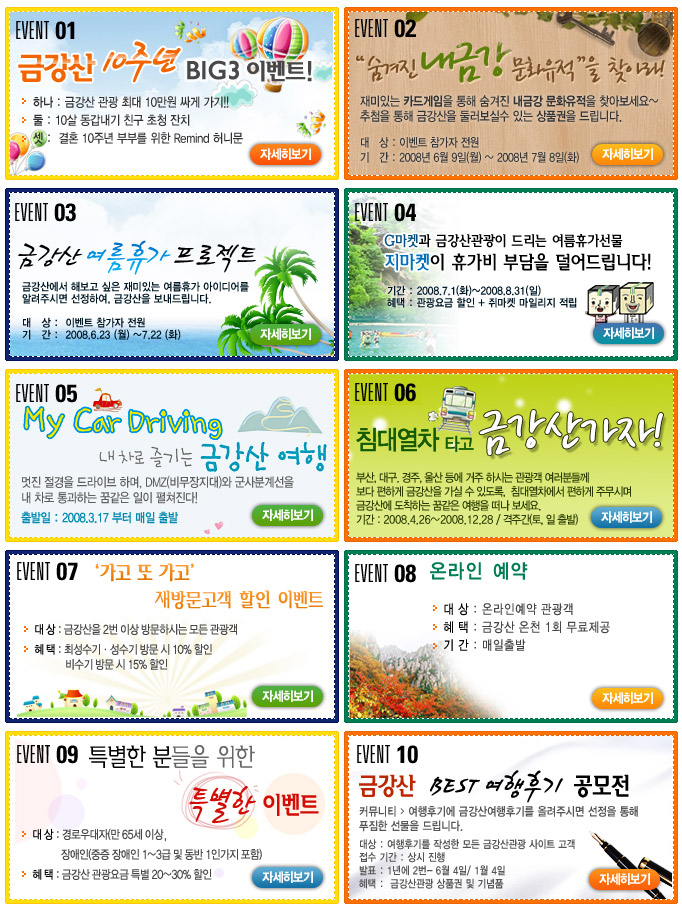 EVENT 01
금강산 10주년 BIG3 이벤트!
하나 : 금강산 관광 최대 10만원 싸게 가기!!
둘 : 10살 동갑내기 친구 초청 잔치
셋 : 결혼 10주년 부부를 위한 Remind 허니문
자세히보기
EVENT 02
“숨겨진 내금강 문화유적”을 찾아라!
재미있는 카드게임을 통해 숨겨진 내금강 문화유적을 찾아보세요~
추첨을 통해 금강산을 둘러보실수 있는 상품권을 드립니다.
대 상 : 이벤트 참가자 전원
기 간 : 2008년 6월 9일(월) ~ 2008년 7월 8일(화)
자세히보기
EVENT 03
금강산 여름휴가 프로젝트
금강산에서 해보고 싶은 재미있는 여름휴가 아이디어를
알려주시면 선정하여, 금강산을 보내드립니다.
대 상 : 이벤트 참가자 전원
기 간 : 2008.6.23 (월) ~7.22 (화)
자세히보기
EVENT 04
G마켓과 금강산관광이 드리는 여름휴가선물
지마켓이 휴가비 부담을 덜어드립니다!
기간 : 2008.7.1(화)~2008.8.31(일)
혜택 : 관광요금 할인 + 쥐마켓 마일리지 적립
자세히보기
EVENT 05
My Car Driving
내 차로 즐기는 금강산 여행
멋진 절경을 드라이브 하며, DMZ(비무장지대)와 군사분계선을
내 차로 통과하는 꿈같은 일이 펼쳐진다!
출발일 : 2008.3.17 부터 매일 출발
자세히보기
EVENT 06
침대열차 타고 금강산가자!
부산, 대구, 경주, 울산 등에 거주 하시는 관광객 여러분들께
보다 편하게 금강산을 가실 수 있도록, 침대열차에서 편하게 주무시며
금강산에 도착하는 꿈같은 여행을 떠나 보세요.
기간 : 2008.4.26~2008.12.28 / 격주간(토, 일 출발)
자세히보기
EVENT 07
‘가고 또 가고’
재방문고객 할인 이벤트
대상 : 금강산을 2번 이상 방문하시는 모든 관광객
혜택 : 최성수기 · 성수기 방문 시 10% 할인
비수기 방문 시 15% 할인
자세히보기
EVENT 08
온라인 예약
대 상 : 온라인예약 관광객
혜 택 : 금강산 온천 1회 무료제공
기 간 : 매일출발
자세히보기
EVENT 09
특별한 분들을 위한
특별한 이벤트
대상 : 경로우대자(만 65세 이상,
장애인(중증 장애인 1~3급 및 동반 1인가지 포함)
혜택 : 금강산 관광요금 특별 20~30% 할인
자세히보기
EVENT 10
금강산 BEST 여행후기 공모전
커뮤니티 > 여행후기에 금강산여행후기를 올려주시면 선정을 통해
푸짐한 선물을 드립니다.
대상 : 여행후기를 작성한 모든 금강산관광 사이트 고객
접수 기간 : 상시 진행
발표 : 1년에 2번- 6월 4일/ 1월 4일
혜택 : 금강산관광 상품권 및 기념품
자세히보기